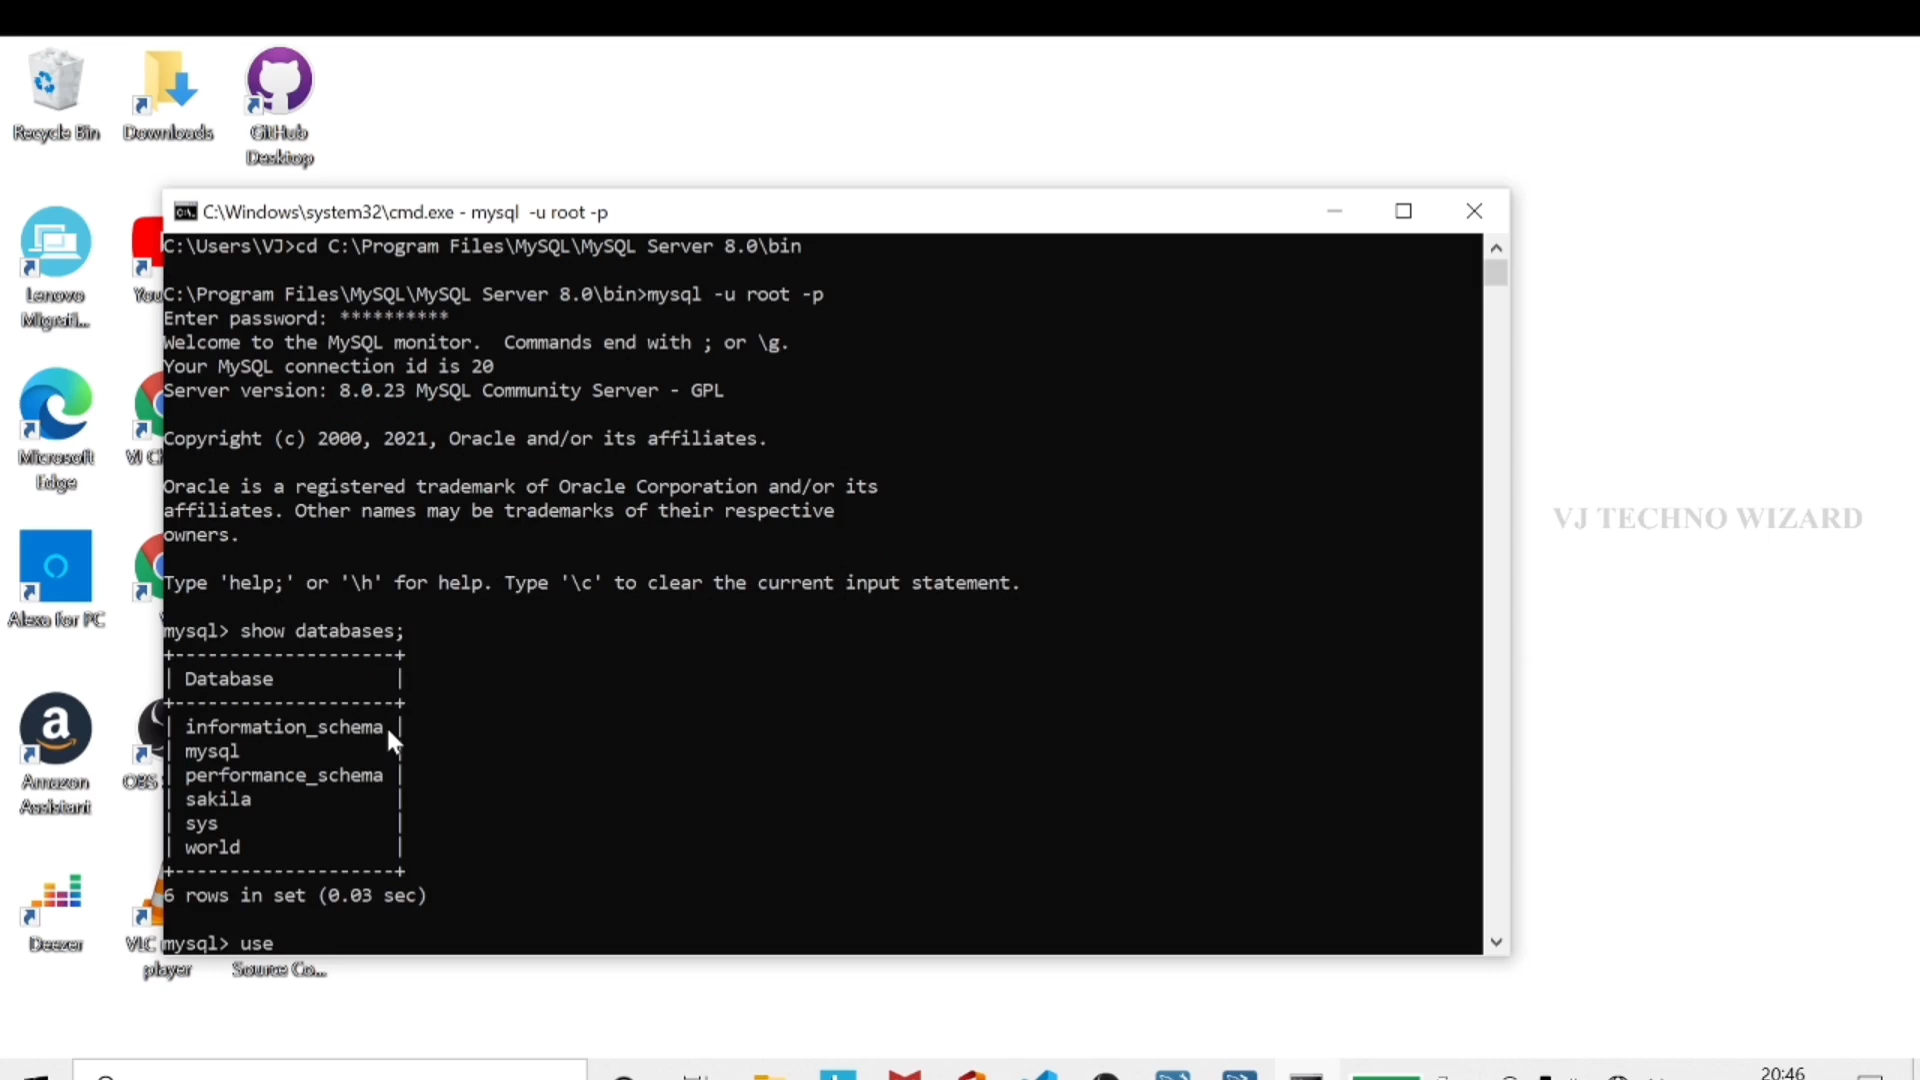 Recycle Bin
Downloads
GitHub
Desktop
C:\Windows\system32\cmd.exe - mysql  -u root -p
C:\Users\VJ>cd C:\Program Files\MySQL\MySQL Server 8.0\bin
C:\Program Files\MySQL\MySQL Server 8.0\bin>mysql -u root -p
Enter password: **********
Welcome to the MySQL monitor.  Commands end with ; or \g.
Your MySQL connection id is 20
Server version: 8.0.23 MySQL Community Server - GPL
Copyright (c) 2000, 2021, Oracle and/or its affiliates.
Oracle is a registered trademark of Oracle Corporation and/or its
affiliates. Other names may be trademarks of their respective
owners.
Type 'help;' or '\h' for help. Type '\c' to clear the current input statement.
mysql> show databases;
+--------------------+
| Database           |
+--------------------+
| information_schema |
| mysql              |
| performance_schema |
| sakila             |
| sys                |
| world              |
+--------------------+
6 rows in set (0.03 sec)
mysql> use
Lenovo
Migrati...
You
Microsoft
Edge
VJ C
Alexa for PC
Amazon
Assistant
OBS
Deezer
VLC
player
Source Co...
VJ TECHNO WIZARD
20:46